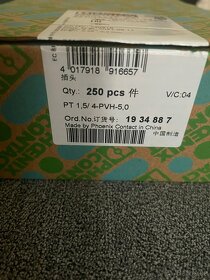 4 017918 916657
插头
Qty.: 250 pcs 件
V/C:04
PT 1,5/ 4-PVH-5,0
Ord.No.订货号: 19 34 88 7
Made by Phoenix Contact in China
中国制造